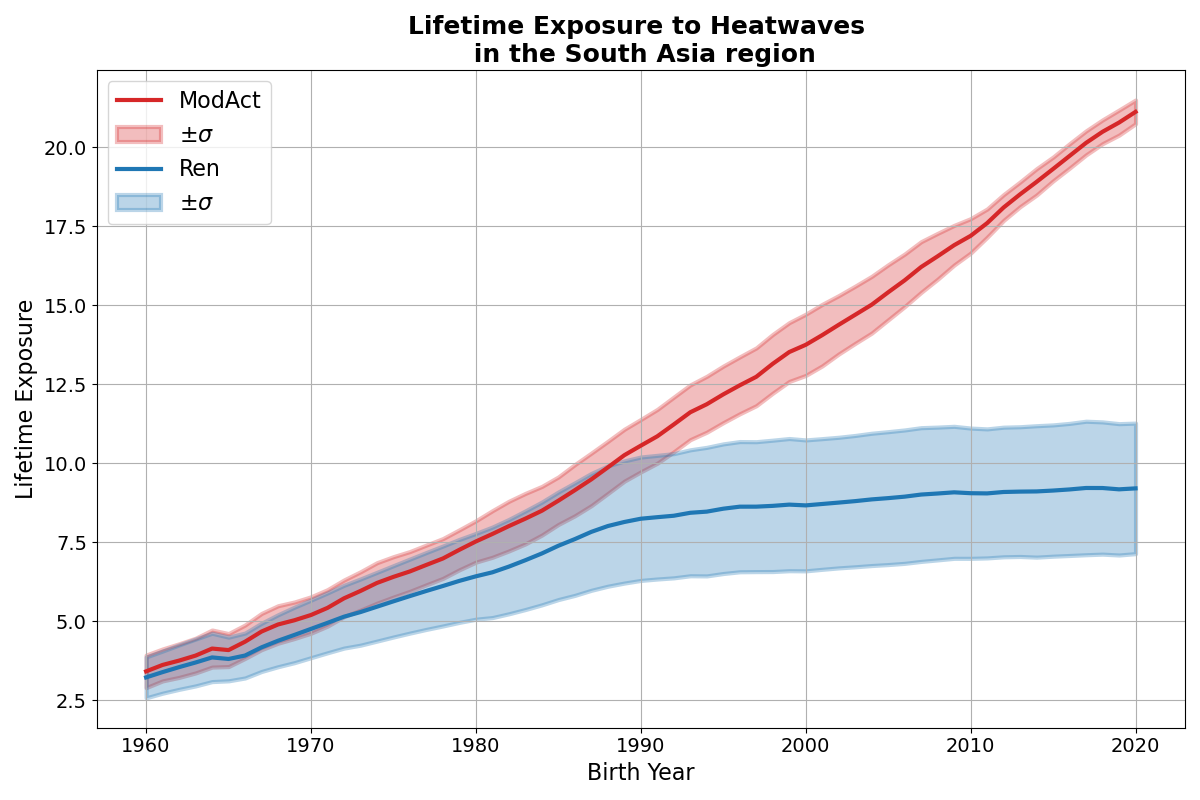 Lifetime Exposure to Heatwaves
in the South Asia region
ModAct
±σ
Ren
±σ
Lifetime Exposure
20.0
17.5
15.0
12.5
10.0
7.5
5.0
2.5
1960 1970 1980 1990 2000 2010 2020
Birth Year